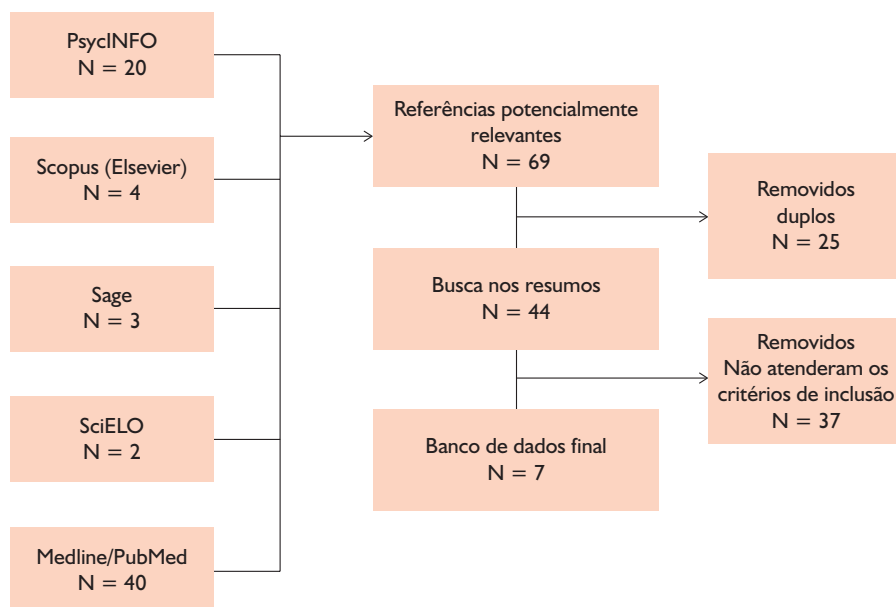 PsycINFO
N = 20
Scopus (Elsevier)
N = 4
Sage
N = 3
SciELO
N = 2
Medline/PubMed
N = 40
Referências potencialmente
relevantes
N = 69
Removidos
duplos
N = 25
Busca nos resumos
N = 44
Removidos
Não atenderam os
critérios de inclusão
N = 37
Banco de dados final
N = 7